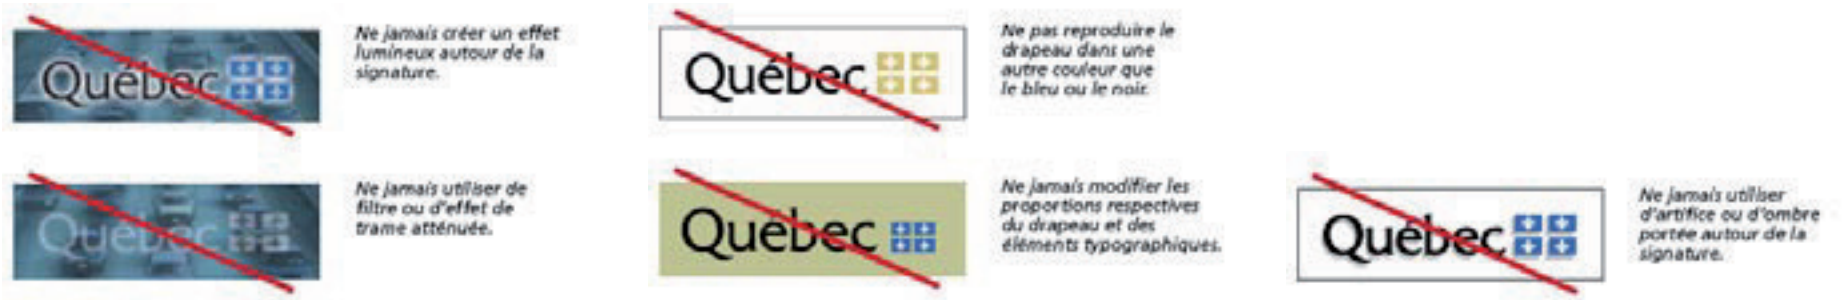 Québec
Ne jamais créer un effet
lumineux autour de la
signature.
Québec
Ne pas reproduire le
drapeau dans une
autre couleur que
le bleu ou le noir.
Québec
Ne jamais utiliser de
filtre ou d'effet de
trame atténuée.
Québec
Ne jamais modifier les
proportions respectives
du drapeau et des
éléments typographiques.
Québec
Ne jamais utiliser
d'artifice ou d'ombre
portée autour de la
signature.